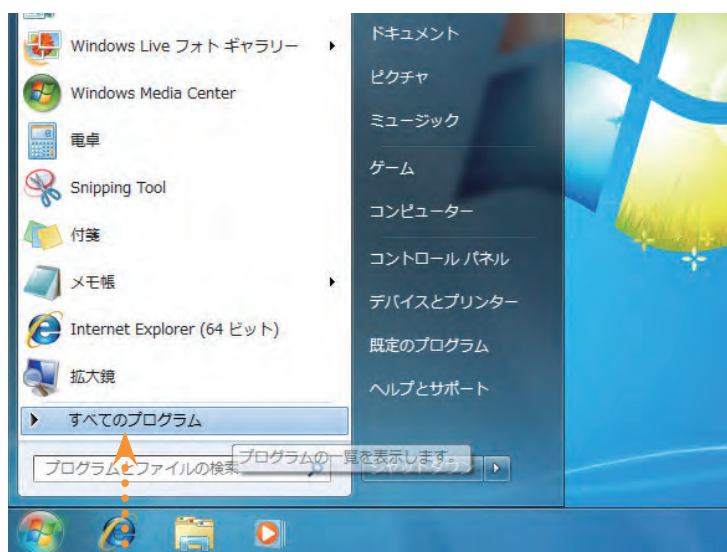 Windows Live フォト ギャラリー
Windows Media Center
電卓
Snipping Tool
付箋
メモ帳
Internet Explorer (64 ビット)
拡大鏡
すべてのプログラム
プログラムとファイルの検索
プログラムの一覧を表示します。
ドキュメント
ピクチャ
ミュージック
ゲーム
コンピューター
コントロール パネル
デバイスとプリンター
既定のプログラム
ヘルプとサポート